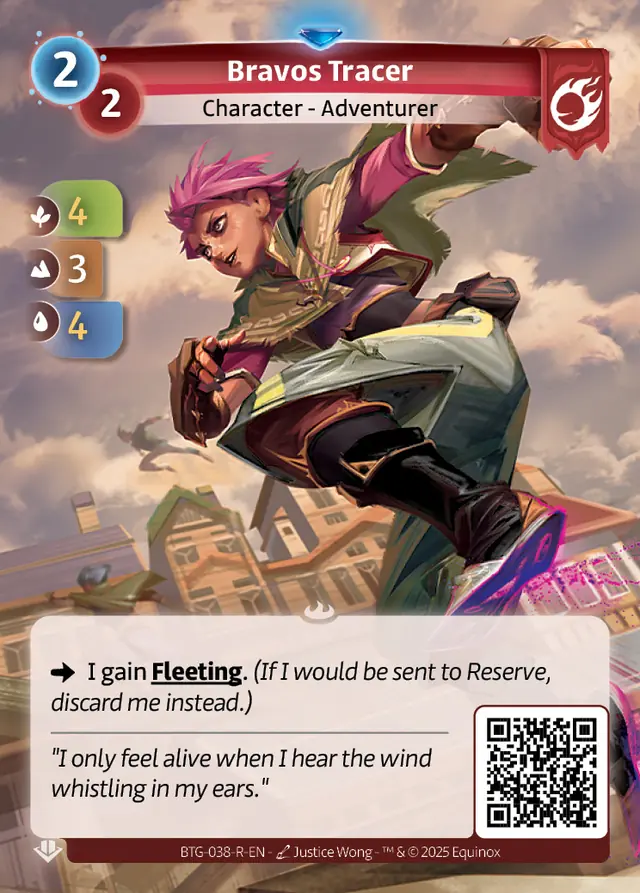 2
Bravos Tracer
2
Character - Adventurer
4
3
4
I gain Fleeting. (If I would be sent to Reserve,
discard me instead.)
"I only feel alive when I hear the wind
whistling in my ears."
BTG-038-R-EN - Justice Wong - ™ & © 2025 Equinox